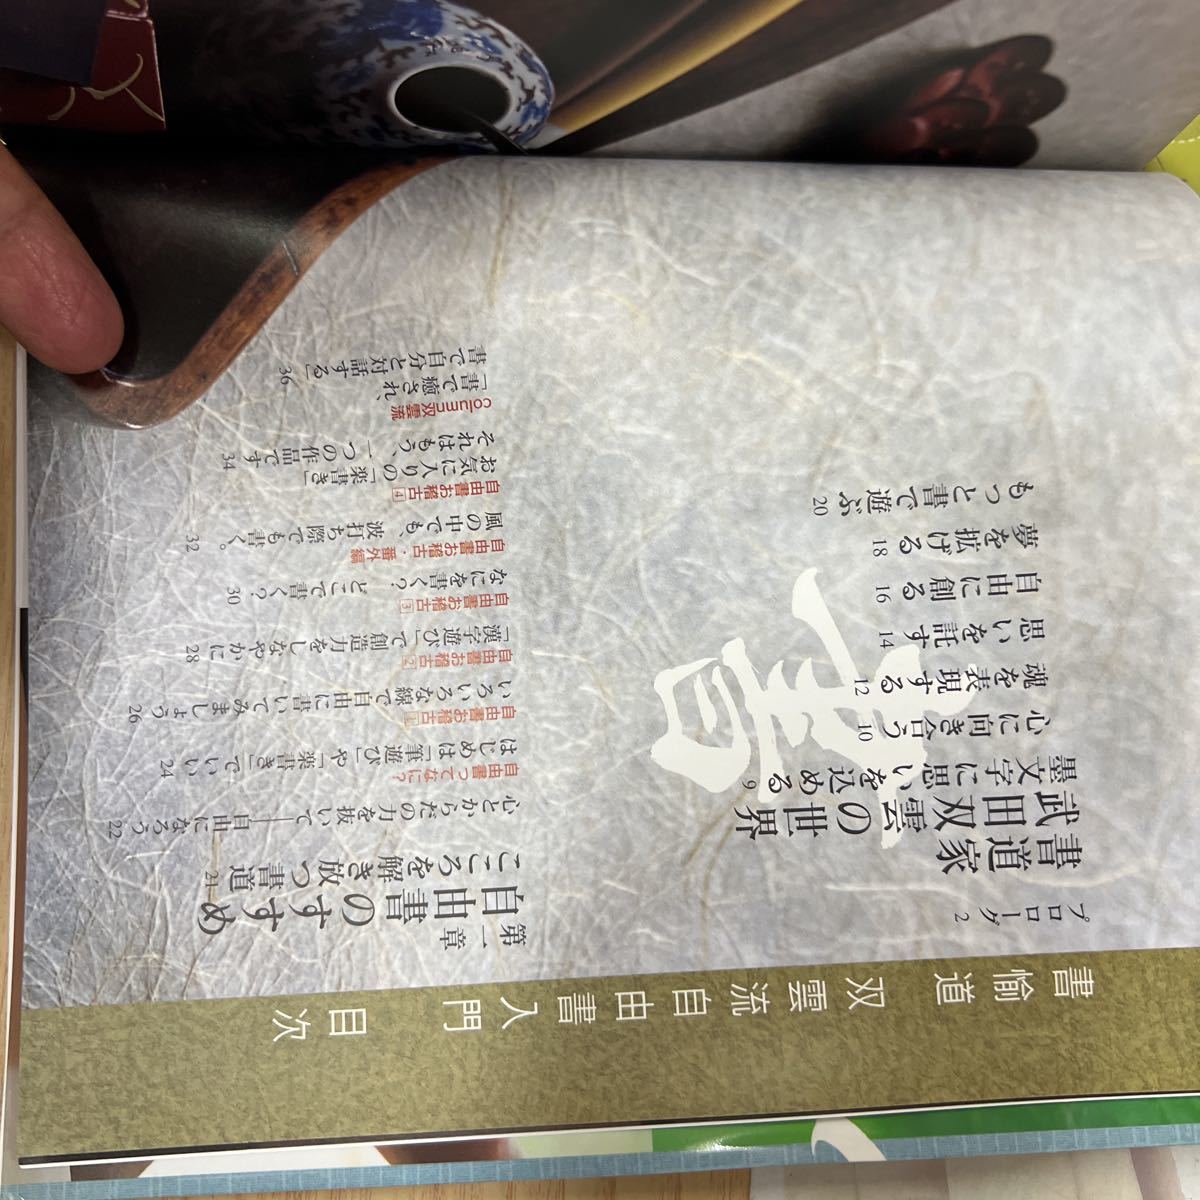 書愉道 双雲流自由書入門 目次
プロローグ 2
書道家
武田双雲の世界
墨文字に思いを込める 9
心に向き合う 10
魂を表現する 12
思いを託す 14
自由に創る 16
夢を拡げる 18
もっと書で遊ぶ 20
書
第一章
自由書のすすめ
こころを解き放つ書道 21
心とからだの力を抜いて——自由になろう 22
自由書ってなに?
はじめは「筆遊び」や「楽書き」でいい 24
自由書お稽古1
いろいろな線で自由に書いてみましょう 26
自由書お稽古2
「漢字遊び」で創造力をしなやかに 28
自由書お稽古3
なにを書く? どこで書く? 30
自由書お稽古・番外編
風の中でも、波打ち際でも書く。 32
自由書お稽古4
お気に入りの「楽書き」
それはもう、一つの作品です 34
column双雲流
「書で癒され、
書で自分と対話する」 36